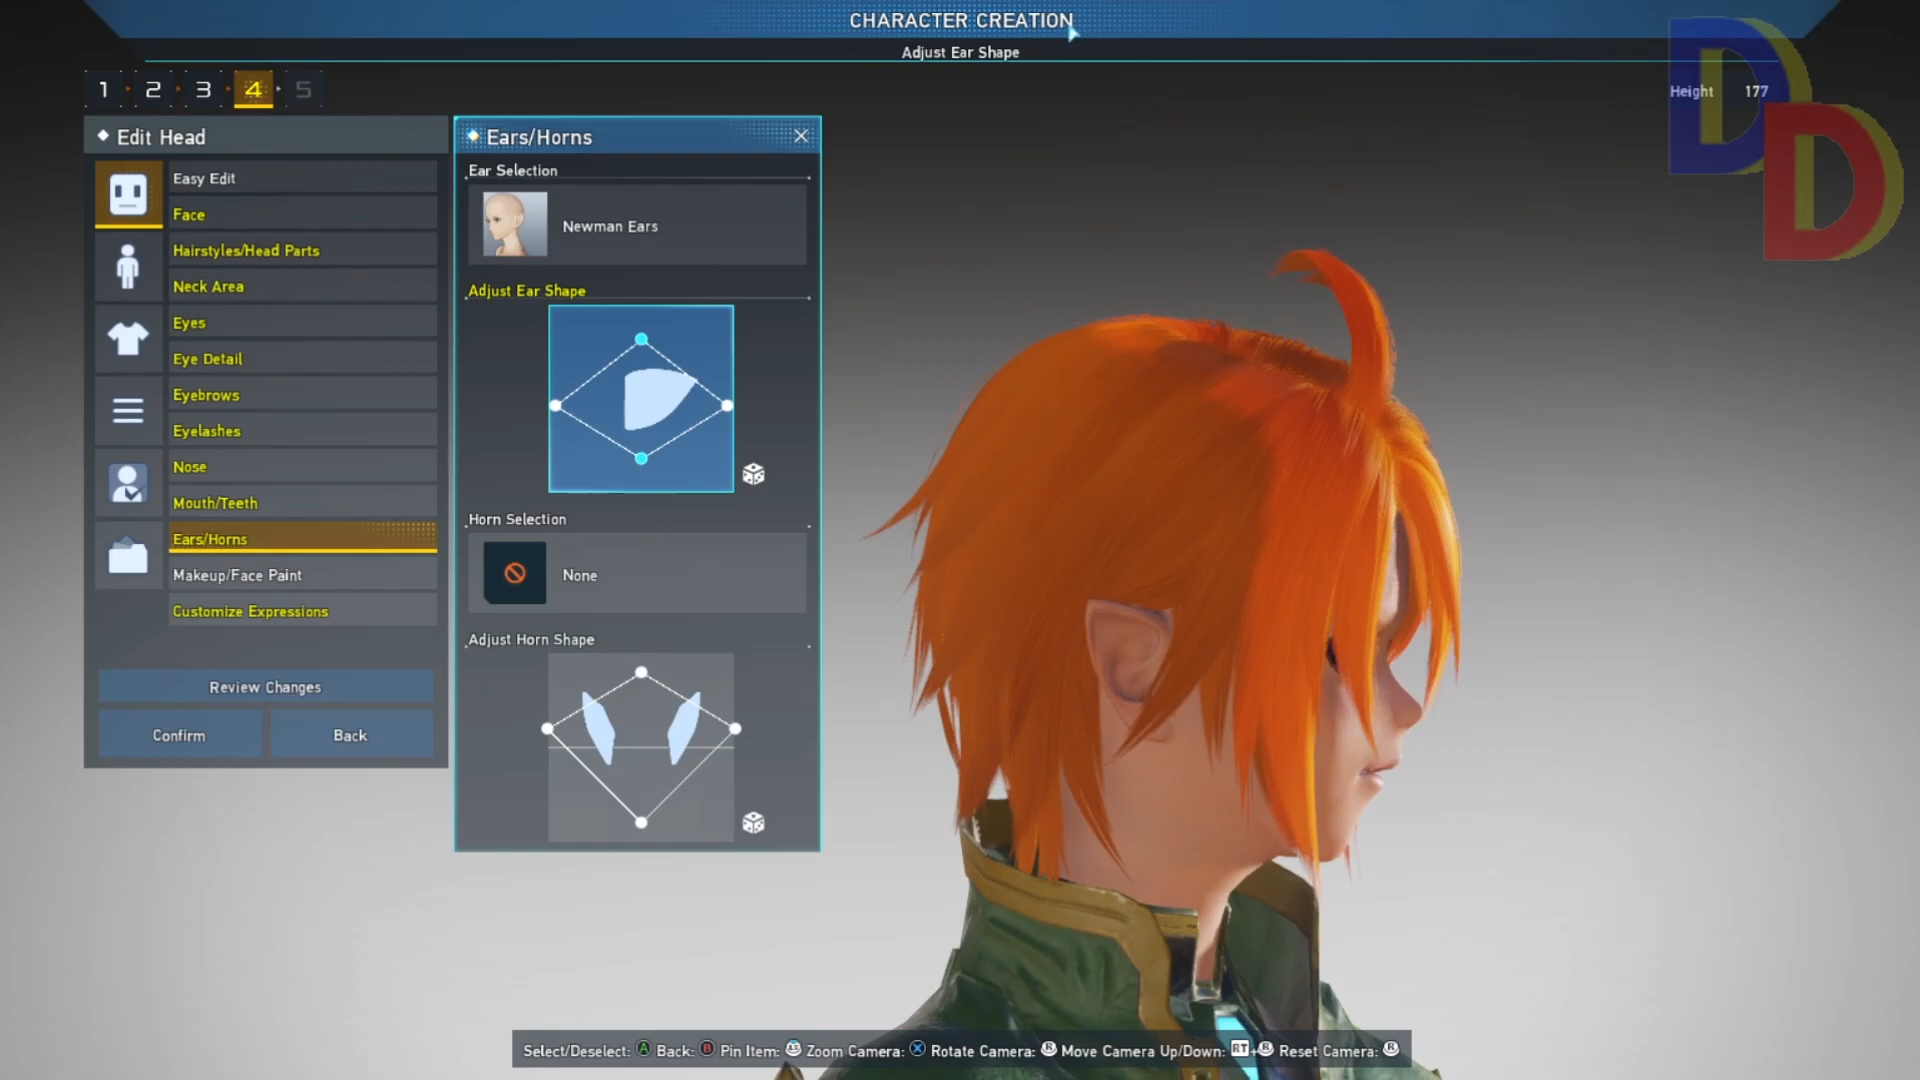 CHARACTER CREATION
Adjust Ear Shape
1 2 3 4 5
Height 177
DD
Edit Head
Easy Edit
Face
Hairstyles/Head Parts
Neck Area
Eyes
Eye Detail
Eyebrows
Eyelashes
Nose
Mouth/Teeth
Ears/Horns
Makeup/Face Paint
Customize Expressions
Review Changes
Confirm
Back
Ears/Horns
Ear Selection
Newman Ears
Adjust Ear Shape
Horn Selection
None
Adjust Horn Shape
Select/Deselect: A Back: B Pin Item: Zoom Camera: X Rotate Camera: R Move Camera Up/Down: RT+R Reset Camera: R